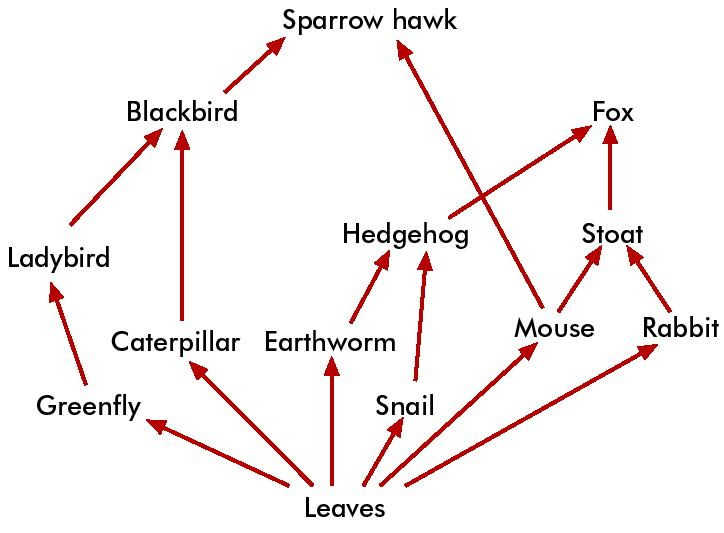 Sparrow hawk
Blackbird
Fox
Hedgehog
Stoat
Ladybird
Caterpillar
Earthworm
Mouse
Rabbit
Greenfly
Snail
Leaves